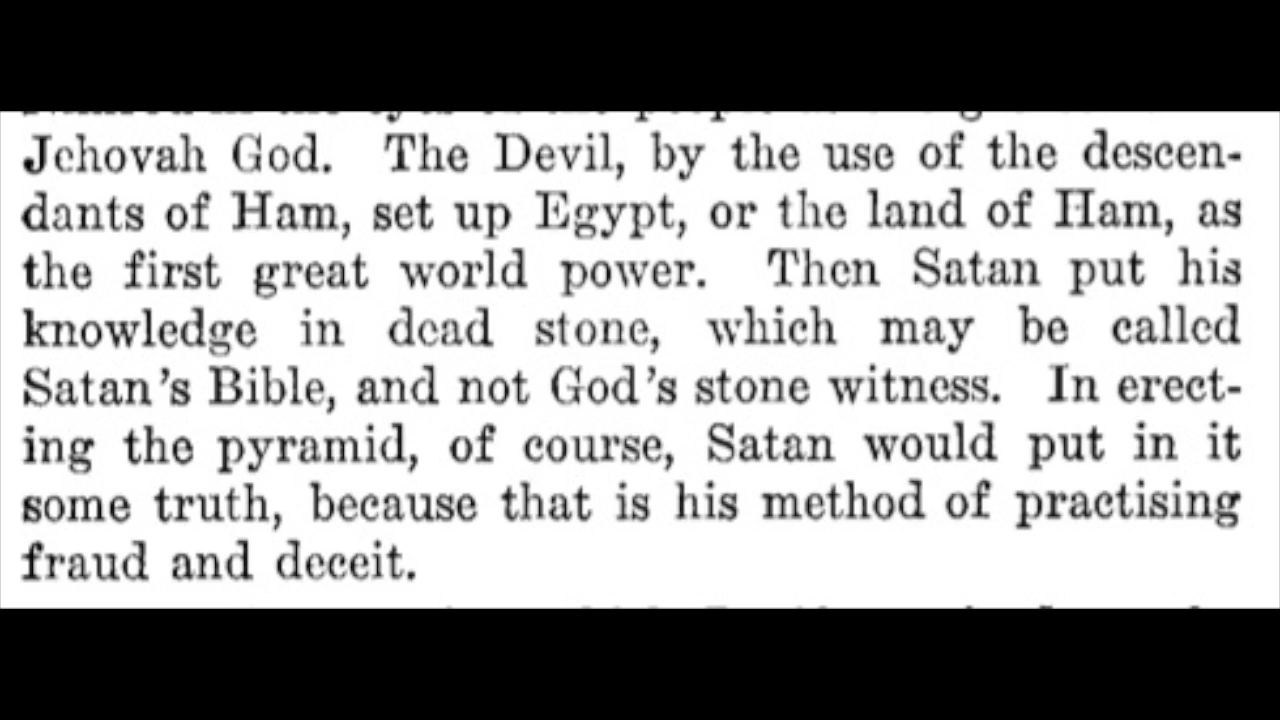 Jehovah God. The Devil, by the use of the descen-
dants of Ham, set up Egypt, or the land of Ham, as
the first great world power. Then Satan put his
knowledge in dead stone, which may be called
Satan's Bible, and not God's stone witness. In erect-
ing the pyramid, of course, Satan would put in it
some truth, because that is his method of practising
fraud and deceit.